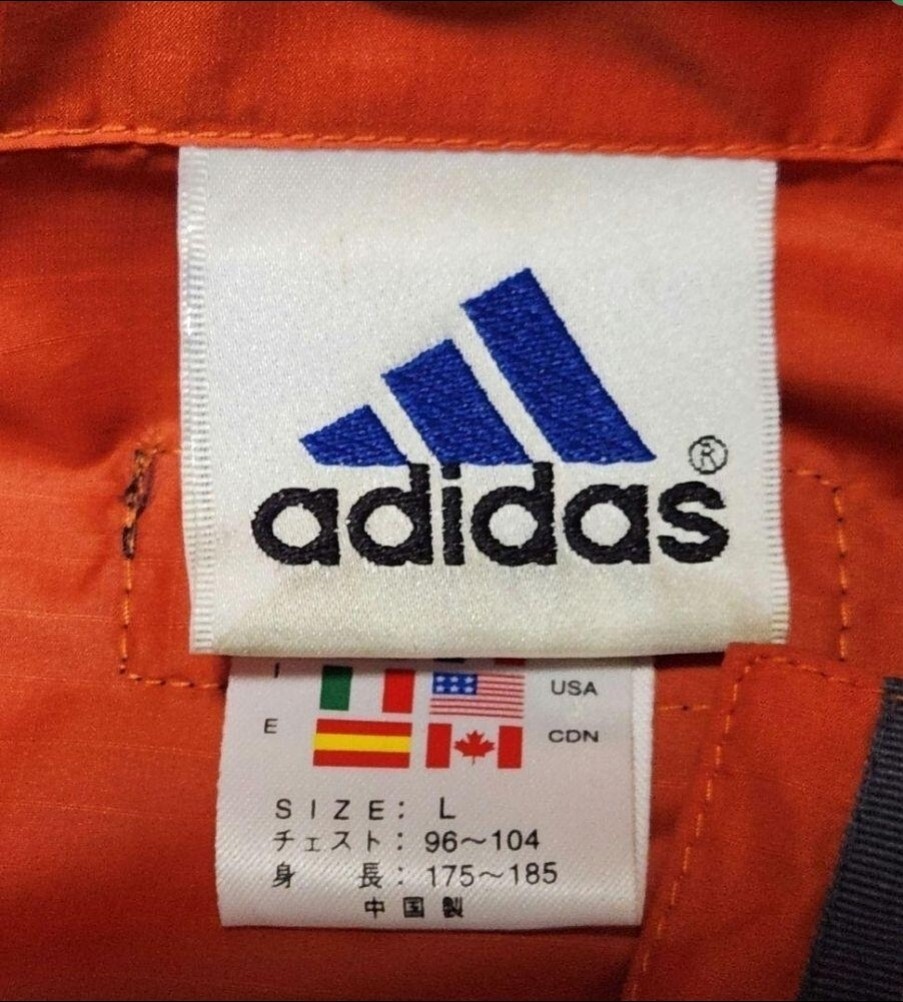 adidas®
I USA
E CDN
SIZE: L
チェスト: 96〜104
身長: 175〜185
中国製